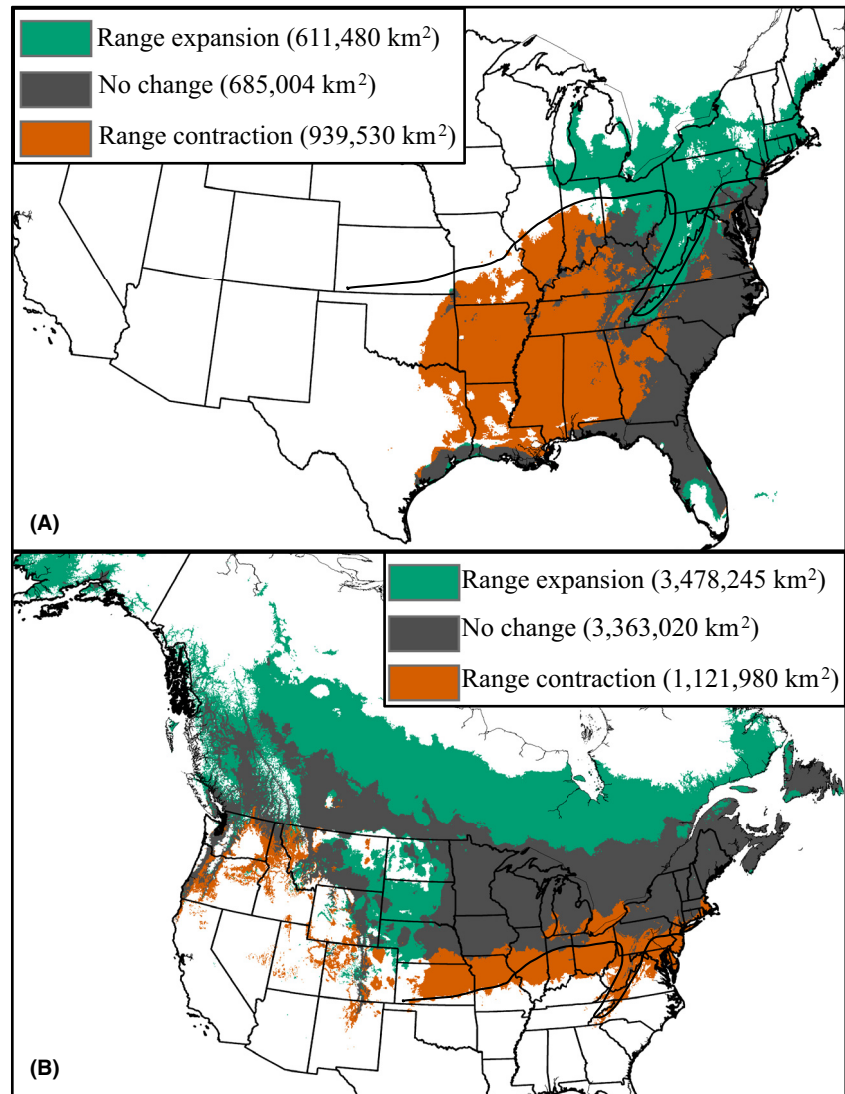 Range expansion (611,480 km²)
No change (685,004 km²)
Range contraction (939,530 km²)
(A)
Range expansion (3,478,245 km²)
No change (3,363,020 km²)
Range contraction (1,121,980 km²)
(B)